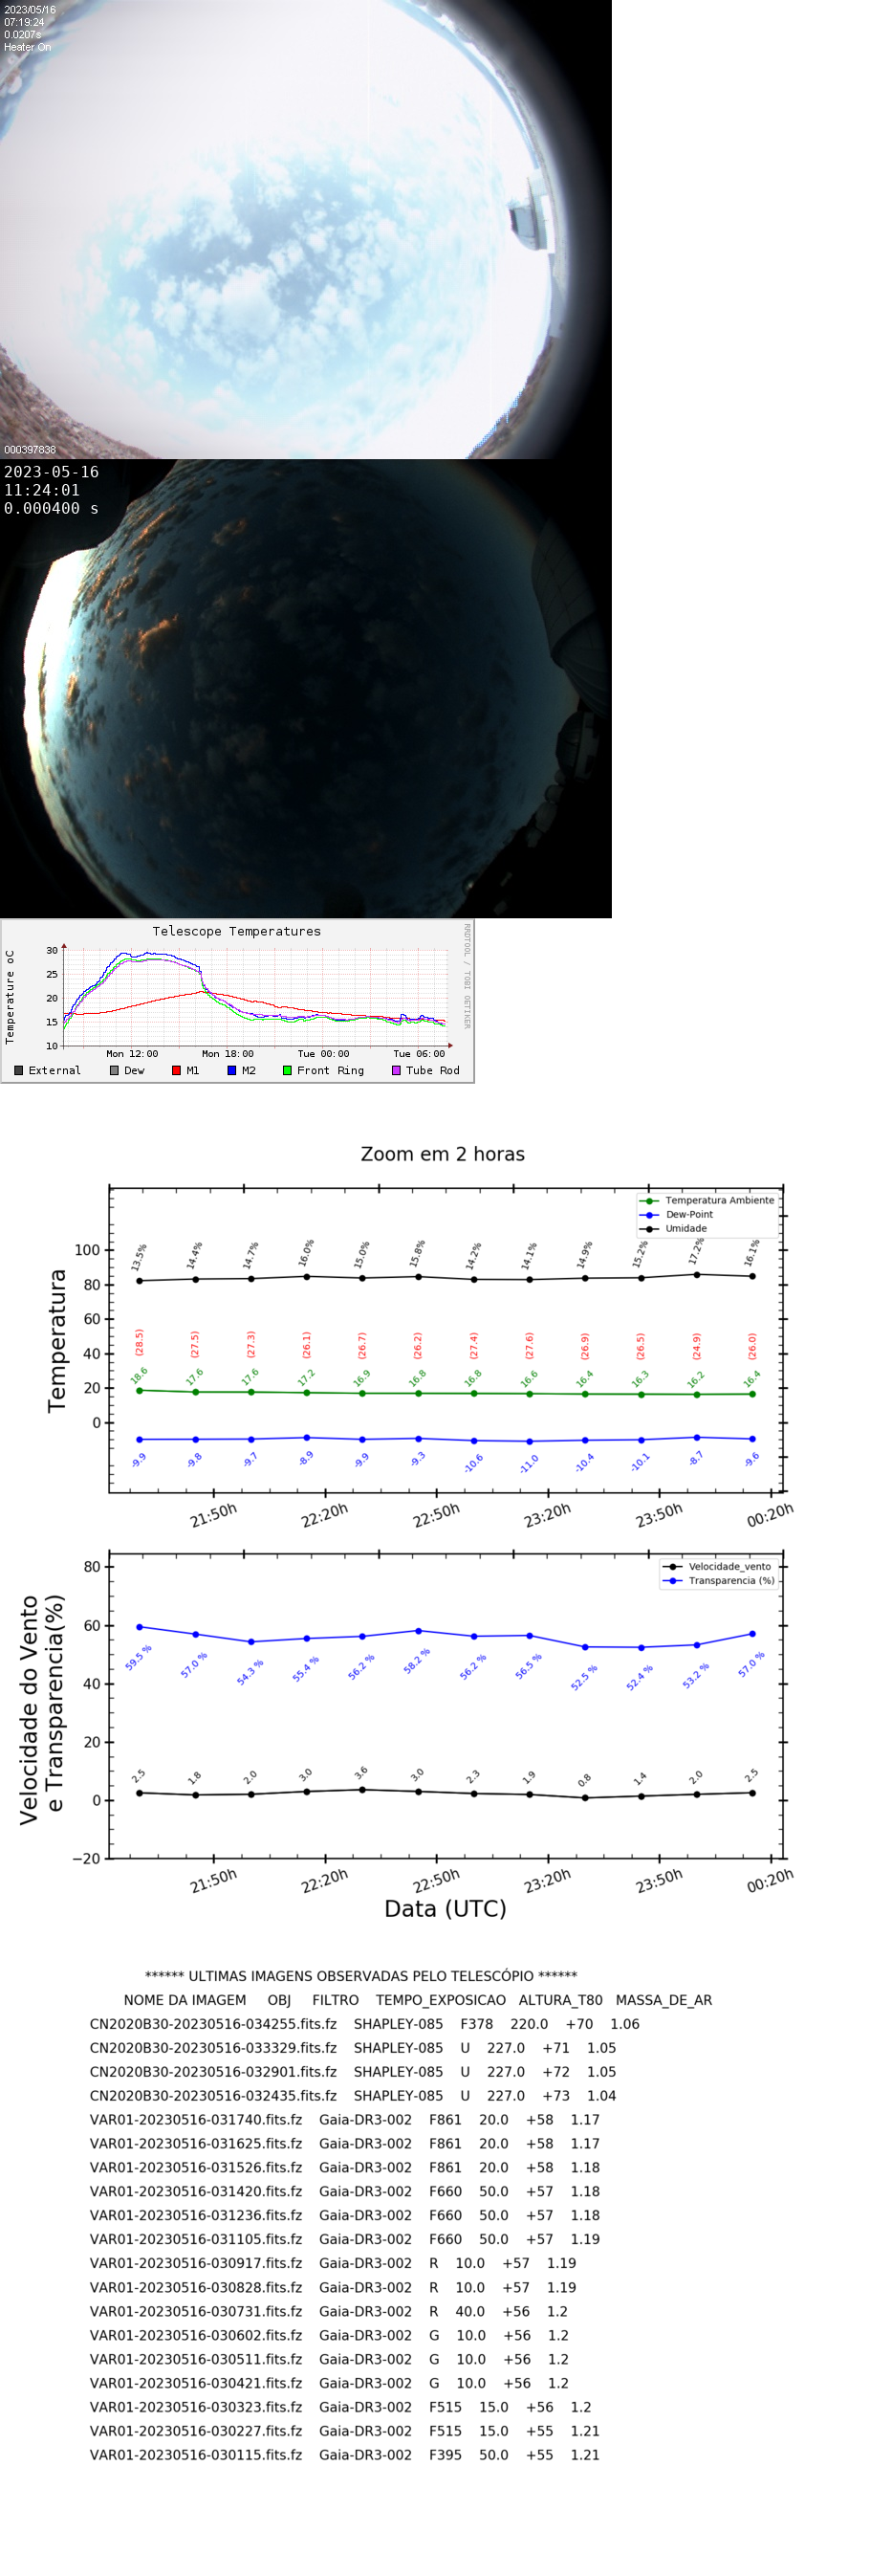 2023/05/16
07:19:24
0.0207s
Heater On
000397838
2023-05-16
11:24:01
0.000400 s
Telescope Temperatures
RRDTOOL / TOBI OETIKER
Temperature oC
30
25
20
15
10
Mon 12:00 Mon 18:00 Tue 00:00 Tue 06:00
External Dew M1 M2 Front Ring Tube Rod
Zoom em 2 horas
Temperatura Ambiente
Dew-Point
Umidade
Temperatura
100
80
60
40
20
0
13.5% 14.4% 14.7% 16.0% 15.0% 15.8% 14.2% 14.1% 14.9% 15.2% 17.2% 16.1%
(28.5) (27.5) (27.3) (26.1) (26.7) (26.2) (27.4) (27.6) (26.9) (26.5) (24.9) (26.0)
18.6 17.6 17.6 17.2 16.9 16.8 16.8 16.6 16.4 16.3 16.2 16.4
-9.9 -9.8 -9.7 -8.9 -9.9 -9.3 -10.6 -11.0 -10.4 -10.1 -8.7 -9.6
21:50h 22:20h 22:50h 23:20h 23:50h 00:20h
Velocidade_vento
Transparencia (%)
Velocidade do Vento
e Transparencia(%)
80
60
40
20
0
−20
59.5 % 57.0 % 54.3 % 55.4 % 56.2 % 58.2 % 56.2 % 56.5 % 52.5 % 52.4 % 53.2 % 57.0 %
2.5 1.8 2.0 3.0 3.6 3.0 2.3 1.9 0.8 1.4 2.0 2.5
21:50h 22:20h 22:50h 23:20h 23:50h 00:20h
Data (UTC)
****** ULTIMAS IMAGENS OBSERVADAS PELO TELESCÓPIO ******
NOME DA IMAGEM OBJ FILTRO TEMPO_EXPOSICAO ALTURA_T80 MASSA_DE_AR
CN2020B30-20230516-034255.fits.fz SHAPLEY-085 F378 220.0 +70 1.06
CN2020B30-20230516-033329.fits.fz SHAPLEY-085 U 227.0 +71 1.05
CN2020B30-20230516-032901.fits.fz SHAPLEY-085 U 227.0 +72 1.05
CN2020B30-20230516-032435.fits.fz SHAPLEY-085 U 227.0 +73 1.04
VAR01-20230516-031740.fits.fz Gaia-DR3-002 F861 20.0 +58 1.17
VAR01-20230516-031625.fits.fz Gaia-DR3-002 F861 20.0 +58 1.17
VAR01-20230516-031526.fits.fz Gaia-DR3-002 F861 20.0 +58 1.18
VAR01-20230516-031420.fits.fz Gaia-DR3-002 F660 50.0 +57 1.18
VAR01-20230516-031236.fits.fz Gaia-DR3-002 F660 50.0 +57 1.18
VAR01-20230516-031105.fits.fz Gaia-DR3-002 F660 50.0 +57 1.19
VAR01-20230516-030917.fits.fz Gaia-DR3-002 R 10.0 +57 1.19
VAR01-20230516-030828.fits.fz Gaia-DR3-002 R 10.0 +57 1.19
VAR01-20230516-030731.fits.fz Gaia-DR3-002 R 40.0 +56 1.2
VAR01-20230516-030602.fits.fz Gaia-DR3-002 G 10.0 +56 1.2
VAR01-20230516-030511.fits.fz Gaia-DR3-002 G 10.0 +56 1.2
VAR01-20230516-030421.fits.fz Gaia-DR3-002 G 10.0 +56 1.2
VAR01-20230516-030323.fits.fz Gaia-DR3-002 F515 15.0 +56 1.2
VAR01-20230516-030227.fits.fz Gaia-DR3-002 F515 15.0 +55 1.21
VAR01-20230516-030115.fits.fz Gaia-DR3-002 F395 50.0 +55 1.21